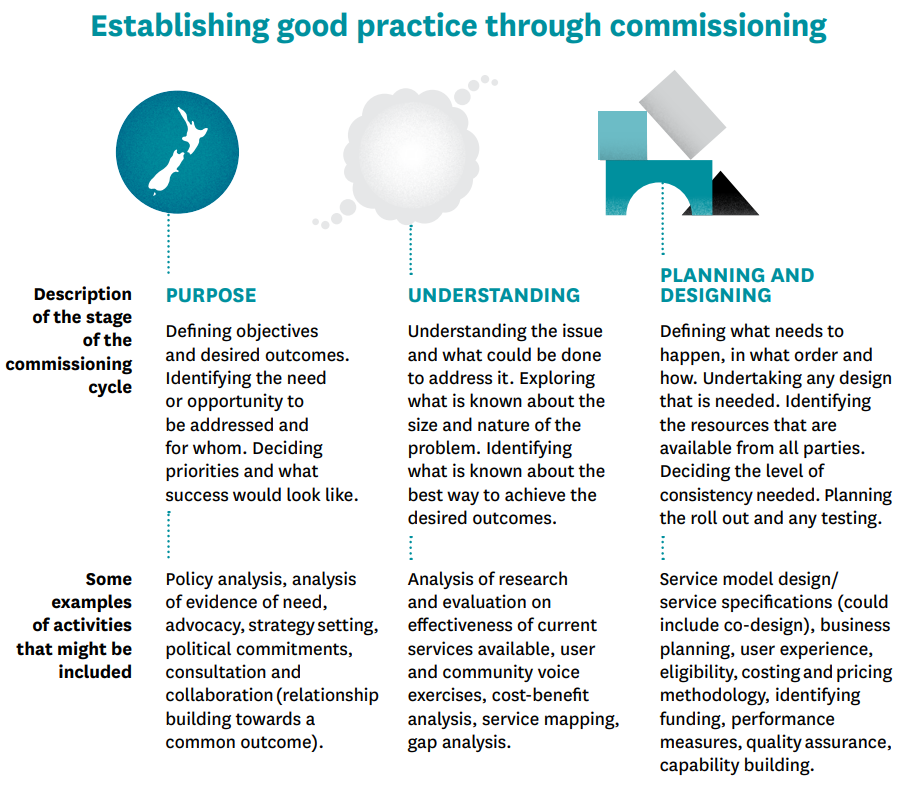 Establishing good practice through commissioning
Description
of the stage
of the
commissioning
cycle
PURPOSE
Defining objectives
and desired outcomes.
Identifying the need
or opportunity to
be addressed and
for whom. Deciding
priorities and what
success would look like.
UNDERSTANDING
Understanding the issue
and what could be done
to address it. Exploring
what is known about the
size and nature of the
problem. Identifying
what is known about the
best way to achieve the
desired outcomes.
PLANNING AND
DESIGNING
Defining what needs to
happen, in what order and
how. Undertaking any design
that is needed. Identifying
the resources that are
available from all parties.
Deciding the level of
consistency needed. Planning
the roll out and any testing.
Some
examples
of activities
that might be
included
Policy analysis, analysis
of evidence of need,
advocacy, strategy setting,
political commitments,
consultation and
collaboration (relationship
building towards a
common outcome).
Analysis of research
and evaluation on
effectiveness of current
services available, user
and community voice
exercises, cost-benefit
analysis, service mapping,
gap analysis.
Service model design/
service specifications (could
include co-design), business
planning, user experience,
eligibility, costing and pricing
methodology, identifying
funding, performance
measures, quality assurance,
capability building.